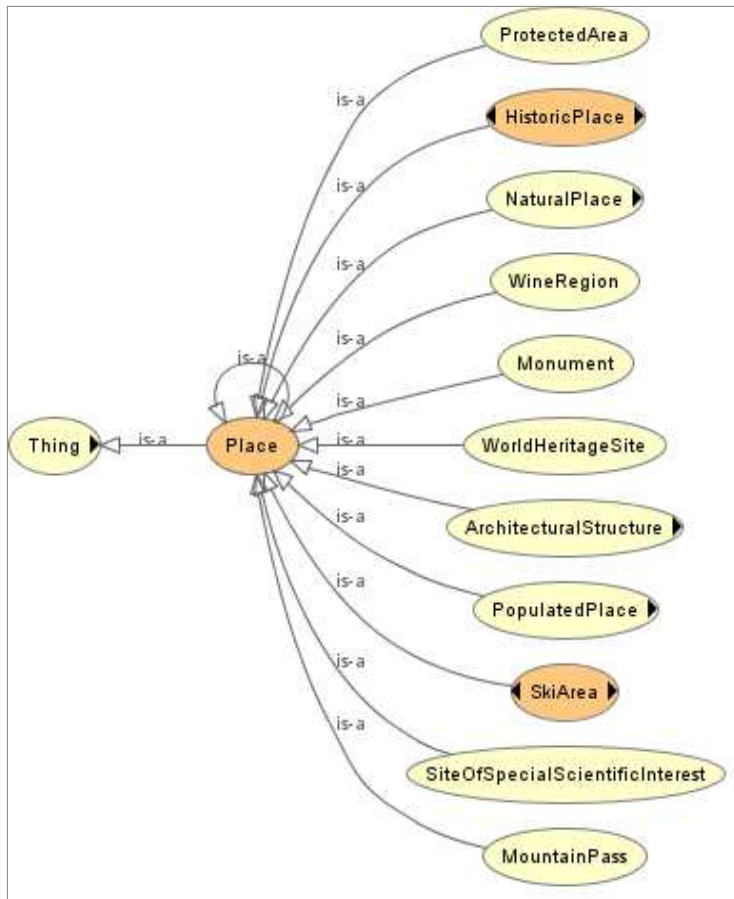 ProtectedArea
is-a
HistoricPlace
is-a
NaturalPlace
is-a
WineRegion
is-a
Monument
is-a
is-a
Thing
is-a
Place
is-a
WorldHeritageSite
is-a
ArchitecturalStructure
is-a
PopulatedPlace
is-a
SkiArea
is-a
SiteOfSpecialScientificInterest
is-a
MountainPass